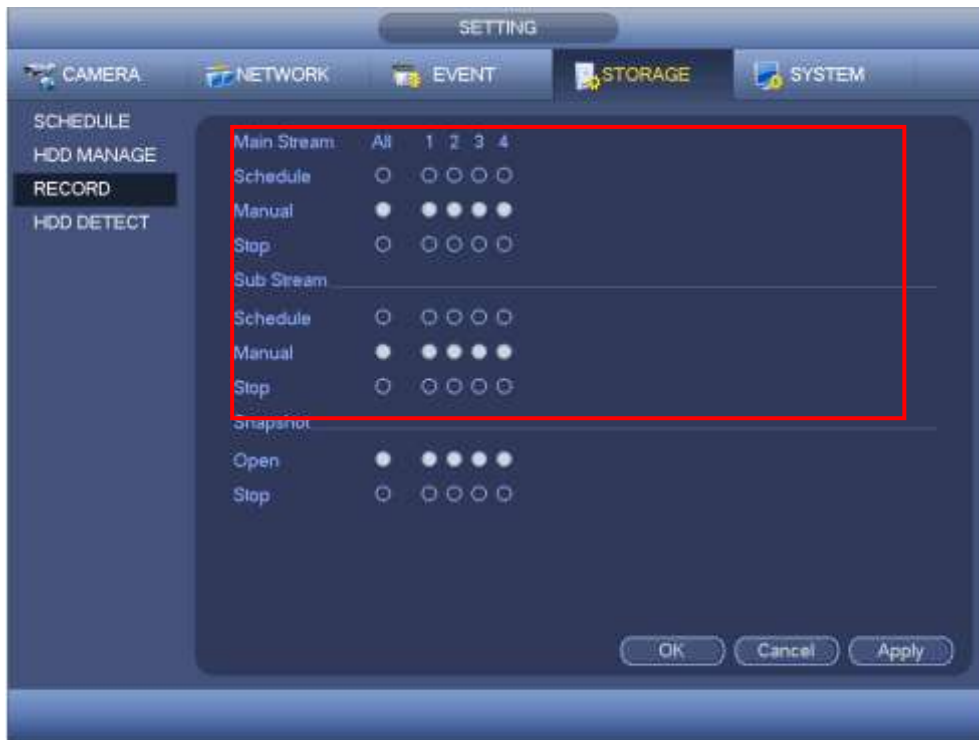 SETTING
CAMERA NETWORK EVENT STORAGE SYSTEM
SCHEDULE
HDD MANAGE
RECORD
HDD DETECT
Main Stream All 1 2 3 4
Schedule
Manual
Stop
Sub Stream
Schedule
Manual
Stop
Snapshot
Open
Stop
OK Cancel Apply